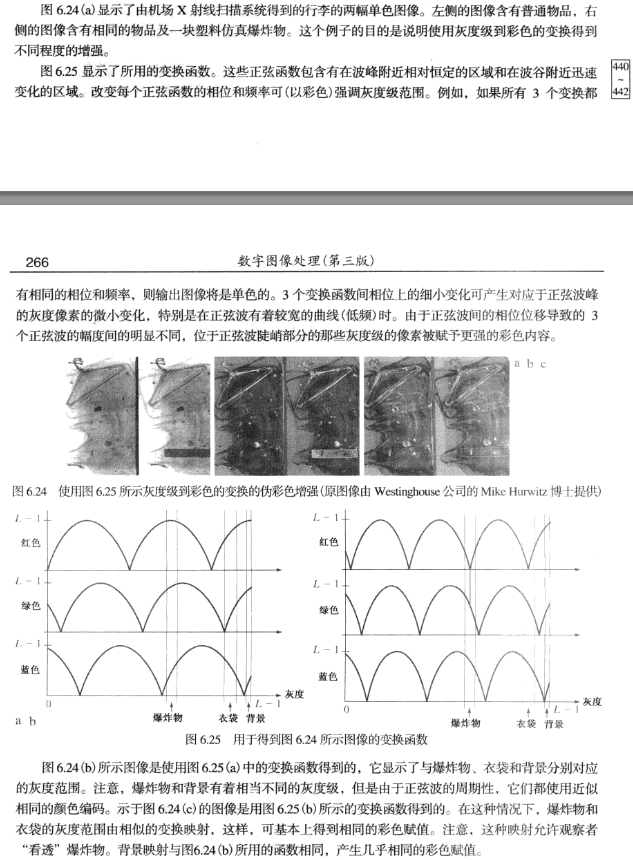 图 6.24 (a) 显示了由机场 X 射线扫描系统得到的行李的两幅单色图像。左侧的图像含有普通物品，右
侧的图像含有相同的物品及一块塑料仿真爆炸物。这个例子的目的是说明使用灰度级到彩色的变换得到
不同程度的增强。
图 6.25 显示了所用的变换函数。这些正弦函数包含有在波峰附近相对恒定的区域和在波谷附近迅速
变化的区域。改变每个正弦函数的相位和频率可(以彩色)强调灰度级范围。例如，如果所有 3 个变换都
440
~
442
266
数字图像处理(第三版)
有相同的相位和频率，则输出图像将是单色的。3 个变换函数间相位上的细小变化可产生对应于正弦波峰
的灰度像素的微小变化，特别是在正弦波有着较宽的曲线(低频)时。由于正弦波间的相位位移导致的 3
个正弦波的幅度间的明显不同，位于正弦波陡峭部分的那些灰度级的像素被赋予更强的彩色内容。
a b c
图 6.24 使用图 6.25 所示灰度级到彩色的变换的伪彩色增强(原图像由 Westinghouse 公司的 Mike Hurwitz 博士提供)
L − 1
红色
L − 1
绿色
L − 1
蓝色
0
L − 1
灰度
爆炸物
衣袋
背景
L − 1
红色
L − 1
绿色
L − 1
蓝色
0
L − 1
灰度
爆炸物
衣袋
背景
a b
图 6.25 用于得到图 6.24 所示图像的变换函数
图 6.24 (b) 所示图像是使用图 6.25 (a) 中的变换函数得到的，它显示了与爆炸物、衣袋和背景分别对应
的灰度范围。注意，爆炸物和背景有着相当不同的灰度级，但是由于正弦波的周期性，它们都使用近似
相同的颜色编码。示于图 6.24 (c) 的图像是用图 6.25 (b) 所示的变换函数得到的。在这种情况下，爆炸物和
衣袋的灰度范围由相似的变换映射，这样，可基本上得到相同的彩色赋值。注意，这种映射允许观察者
“看透”爆炸物。背景映射与图6.24 (b) 所用的函数相同，产生几乎相同的彩色赋值。